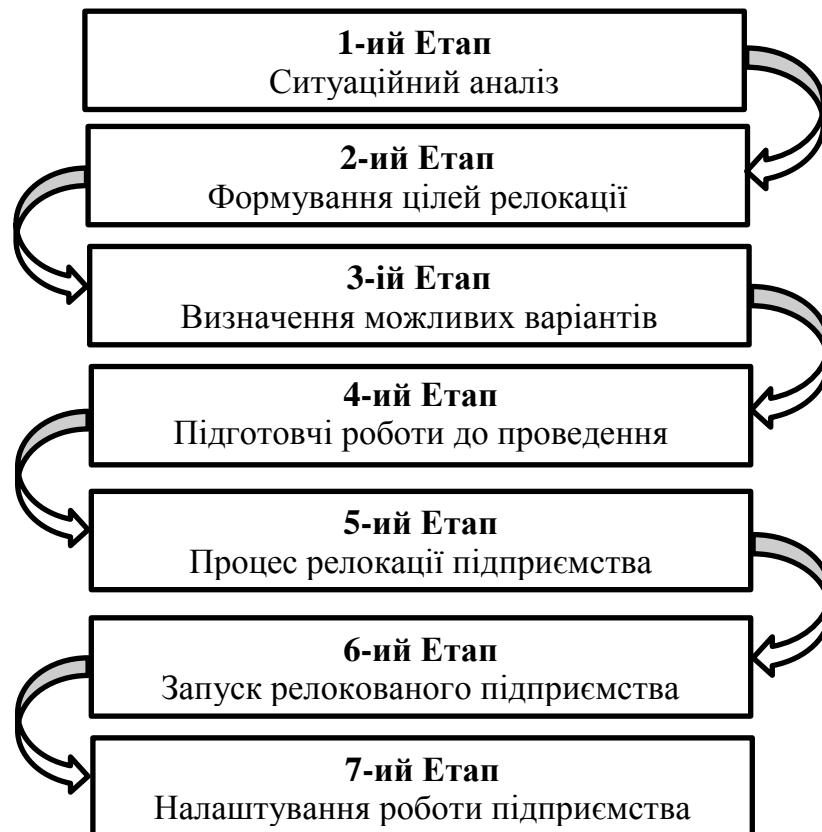 1-ий Етап
Ситуаційний аналіз
2-ий Етап
Формування цілей релокації
3-ій Етап
Визначення можливих варіантів
4-ий Етап
Підготовчі роботи до проведення
5-ий Етап
Процес релокації підприємства
6-ий Етап
Запуск релокованого підприємства
7-ий Етап
Налаштування роботи підприємства